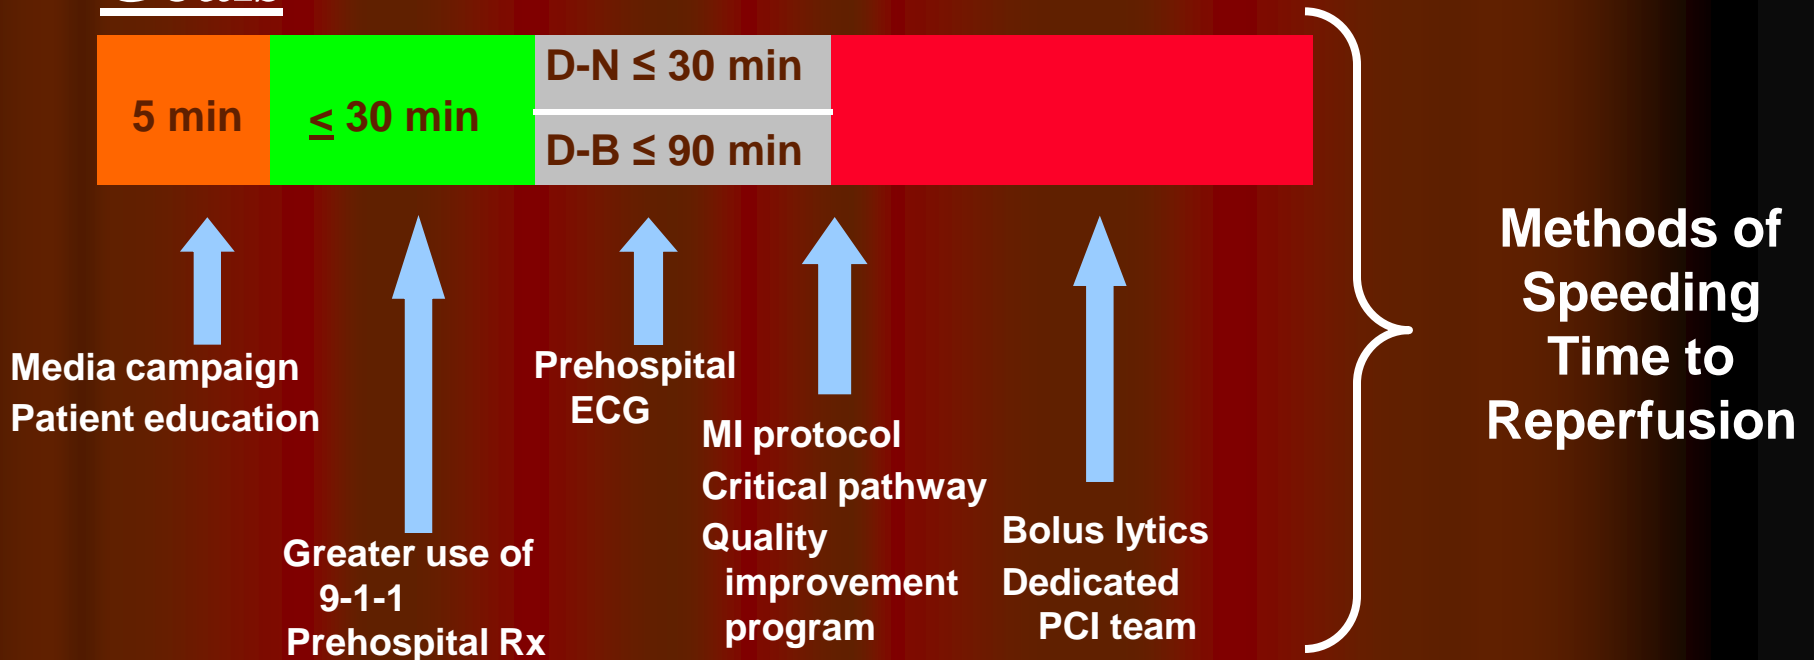 5 min
≤ 30 min
D-N ≤ 30 min
D-B ≤ 90 min
Media campaign
Patient education
Greater use of
9-1-1
Prehospital Rx
Prehospital
ECG
MI protocol
Critical pathway
Quality
improvement
program
Bolus lytics
Dedicated
PCI team
Methods of
Speeding
Time to
Reperfusion